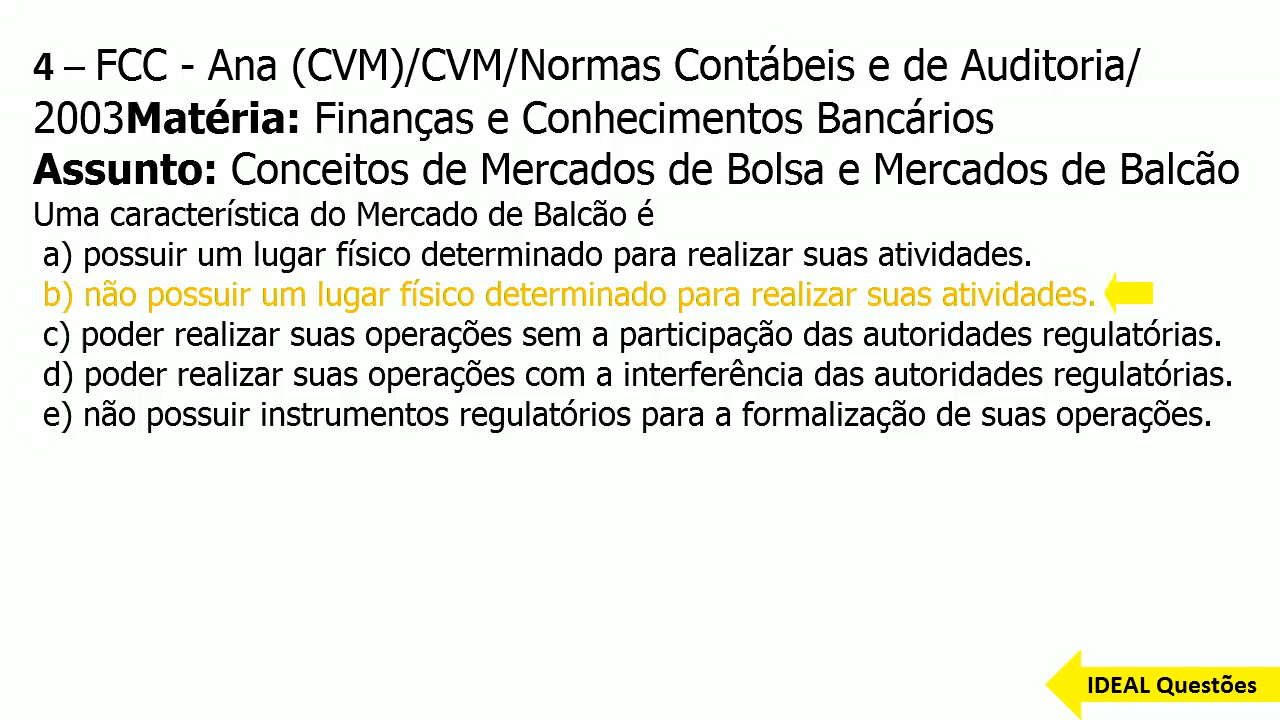 4 – FCC - Ana (CVM)/CVM/Normas Contábeis e de Auditoria/
2003Matéria: Finanças e Conhecimentos Bancários
Assunto: Conceitos de Mercados de Bolsa e Mercados de Balcão
Uma característica do Mercado de Balcão é
a) possuir um lugar físico determinado para realizar suas atividades.
b) não possuir um lugar físico determinado para realizar suas atividades.
c) poder realizar suas operações sem a participação das autoridades regulatórias.
d) poder realizar suas operações com a interferência das autoridades regulatórias.
e) não possuir instrumentos regulatórios para a formalização de suas operações.
IDEAL Questões